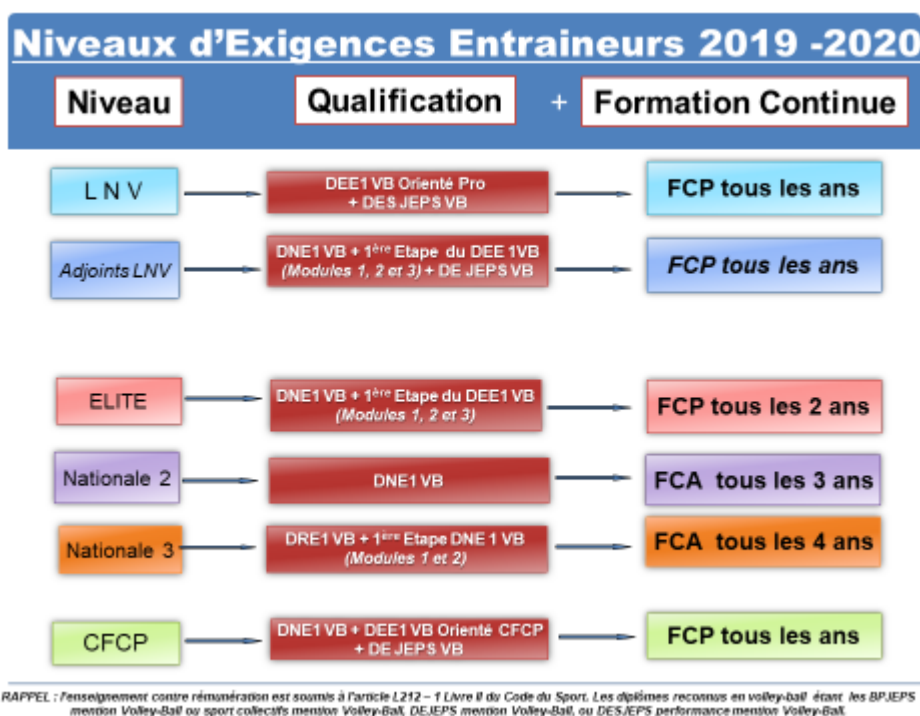 Niveaux d'Exigences Entraineurs 2019 -2020
Niveau
Qualification
+
Formation Continue
L N V
DEE1 VB Orienté Pro
+ DES JEPS VB
FCP tous les ans
Adjoints LNV
DNE1 VB + 1ère Etape du DEE 1VB
(Modules 1, 2 et 3) + DE JEPS VB
FCP tous les ans
ELITE
DNE1 VB + 1ère Etape du DEE1 VB
(Modules 1, 2 et 3)
FCP tous les 2 ans
Nationale 2
DNE1 VB
FCA tous les 3 ans
Nationale 3
DRE1 VB + 1ère Etape DNE 1 VB
(Modules 1 et 2)
FCA tous les 4 ans
CFCP
DNE1 VB + DEE1 VB Orienté CFCP
+ DE JEPS VB
FCP tous les ans
RAPPEL : l'enseignement contre rémunération est soumis à l'article L212 – 1 Livre II du Code du Sport. Les diplômes reconnus en volley-ball étant les BPJEPS
mention Volley-Ball ou sport collectifs mention Volley-Ball, DEJEPS mention Volley-Ball, ou DESJEPS performance mention Volley-Ball.